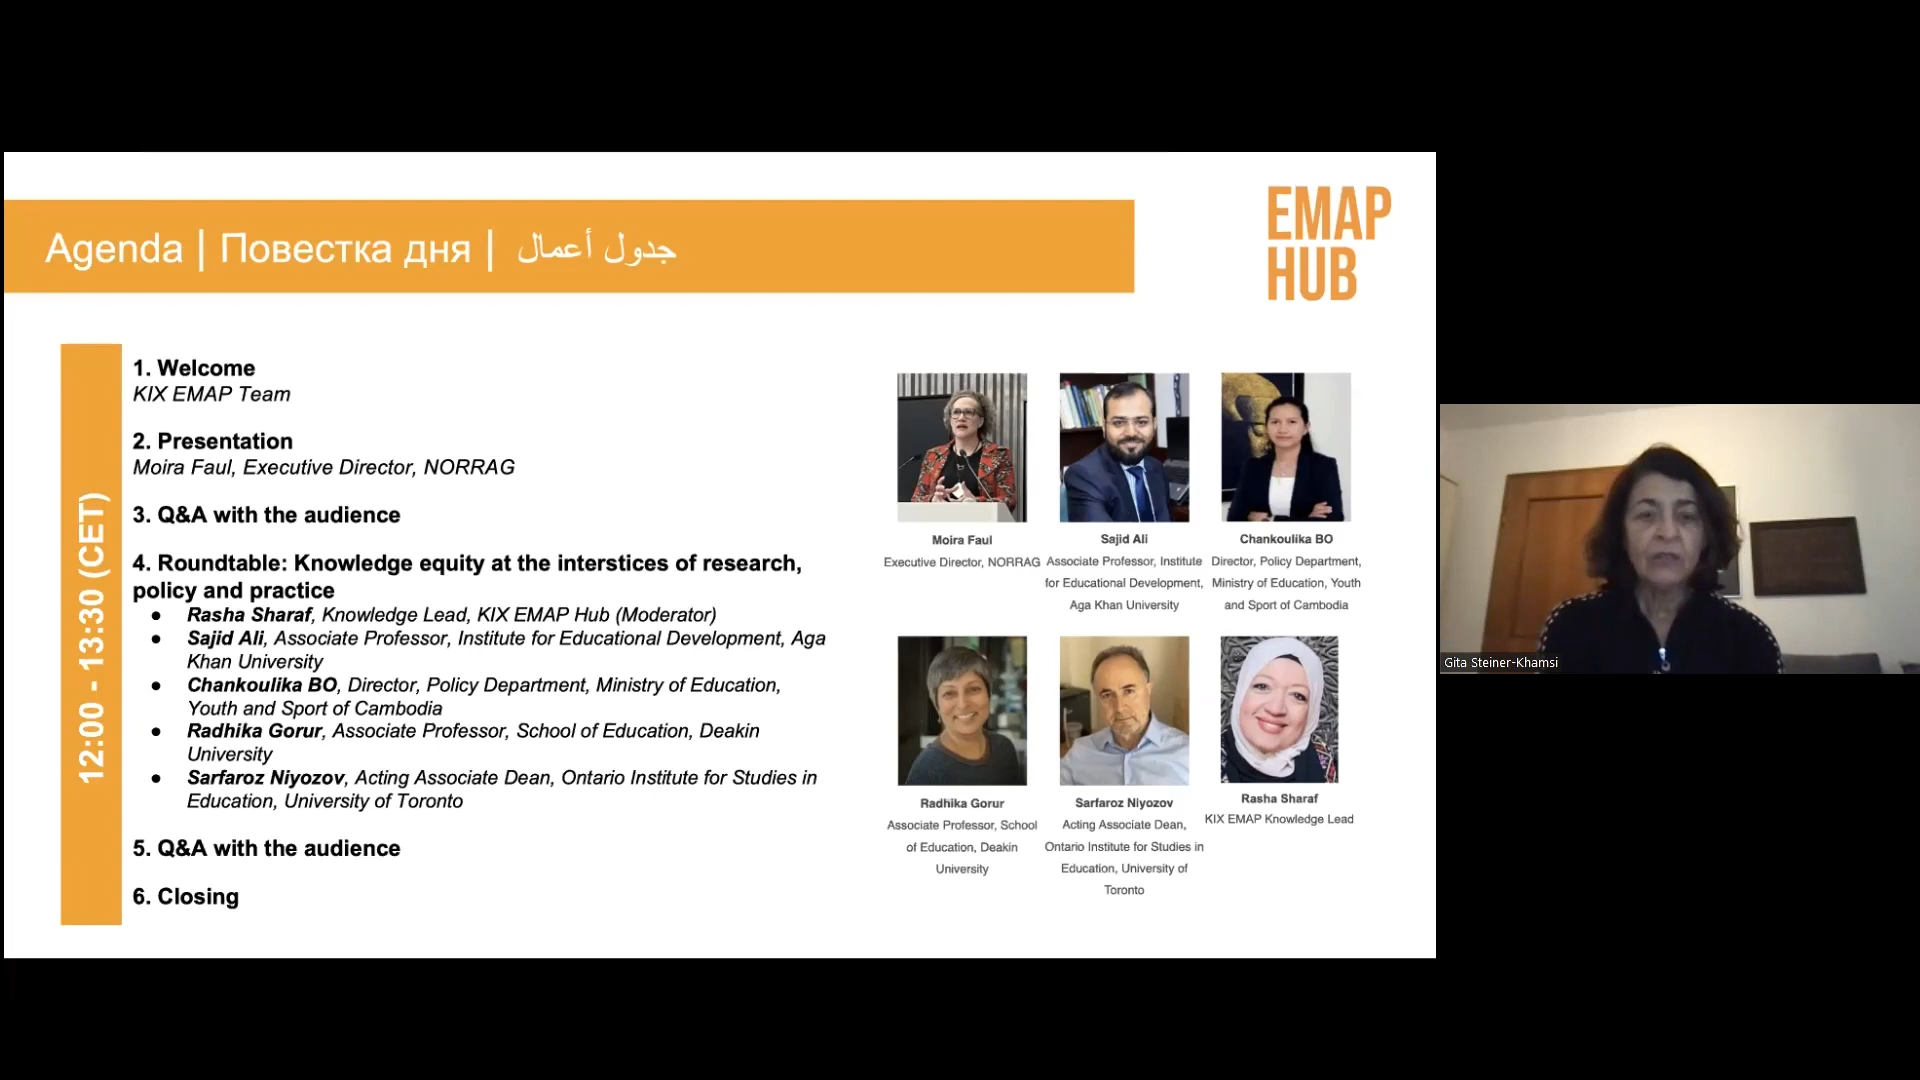 Agenda | Повестка дня | جدول أعمال
EMAP
HUB
12:00 - 13:30 (CET)
1. Welcome
KIX EMAP Team
2. Presentation
Moira Faul, Executive Director, NORRAG
3. Q&A with the audience
4. Roundtable: Knowledge equity at the interstices of research,
policy and practice
● Rasha Sharaf, Knowledge Lead, KIX EMAP Hub (Moderator)
● Sajid Ali, Associate Professor, Institute for Educational Development, Aga
Khan University
● Chankoulika BO, Director, Policy Department, Ministry of Education,
Youth and Sport of Cambodia
● Radhika Gorur, Associate Professor, School of Education, Deakin
University
● Sarfaroz Niyozov, Acting Associate Dean, Ontario Institute for Studies in
Education, University of Toronto
5. Q&A with the audience
6. Closing
Moira Faul
Executive Director, NORRAG
Sajid Ali
Associate Professor, Institute
for Educational Development,
Aga Khan University
Chankoulika BO
Director, Policy Department,
Ministry of Education, Youth
and Sport of Cambodia
Radhika Gorur
Associate Professor, School
of Education, Deakin
University
Sarfaroz Niyozov
Acting Associate Dean,
Ontario Institute for Studies in
Education, University of
Toronto
Rasha Sharaf
KIX EMAP Knowledge Lead
Gita Steiner-Khamsi